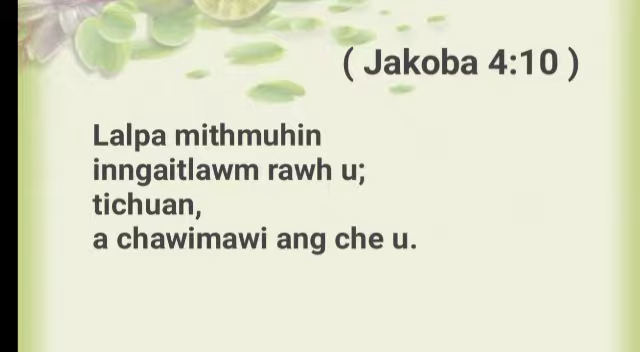 ( Jakoba 4:10 )
Lalpa mithmuhin
inngaitlawm rawh u;
tichuan,
a chawimawi ang che u.